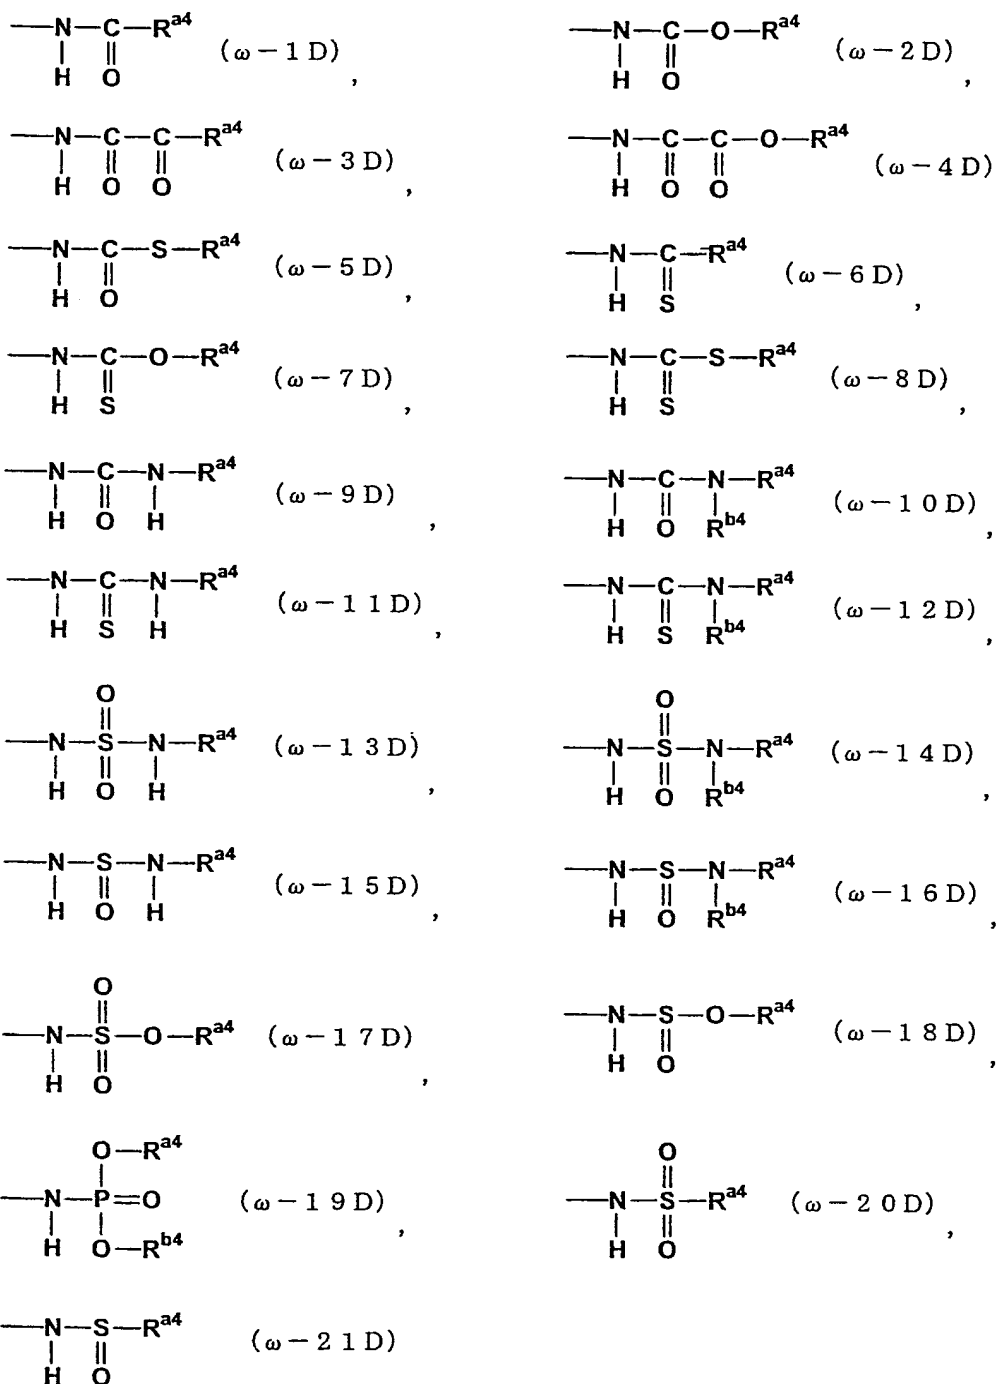 —N—C—R^a4 (ω－1D) —N—C—O—R^a4 (ω－2D)
H O , H O ,
—N—C—C—R^a4 (ω－3D) —N—C—C—O—R^a4 (ω－4D)
H O O , H O O
—N—C—S—R^a4 (ω－5D) —N—C—R^a4 (ω－6D)
H O , H S ,
—N—C—O—R^a4 (ω－7D) —N—C—S—R^a4 (ω－8D)
H S , H S ,
—N—C—N—R^a4 (ω－9D) —N—C—N—R^a4 (ω－10D)
H O H , H O R^b4 ,
—N—C—N—R^a4 (ω－11D) —N—C—N—R^a4 (ω－12D)
H S H , H S R^b4 ,
O O
—N—S—N—R^a4 (ω－13D) —N—S—N—R^a4 (ω－14D)
H O H , H O R^b4 ,
—N—S—N—R^a4 (ω－15D) —N—S—N—R^a4 (ω－16D)
H O H , H O R^b4 ,
O
—N—S—O—R^a4 (ω－17D) —N—S—O—R^a4 (ω－18D)
H O , H O ,
O—R^a4 O
—N—P=O (ω－19D) —N—S—R^a4 (ω－20D)
H O—R^b4 , H O ,
—N—S—R^a4 (ω－21D)
H O